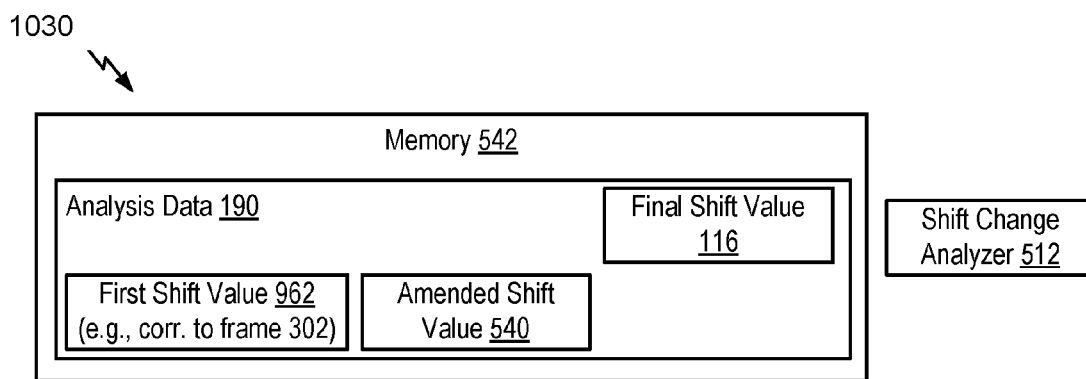 1030
Memory 542
Analysis Data 190
Final Shift Value
116
Shift Change
Analyzer 512
First Shift Value 962
(e.g., corr. to frame 302)
Amended Shift
Value 540